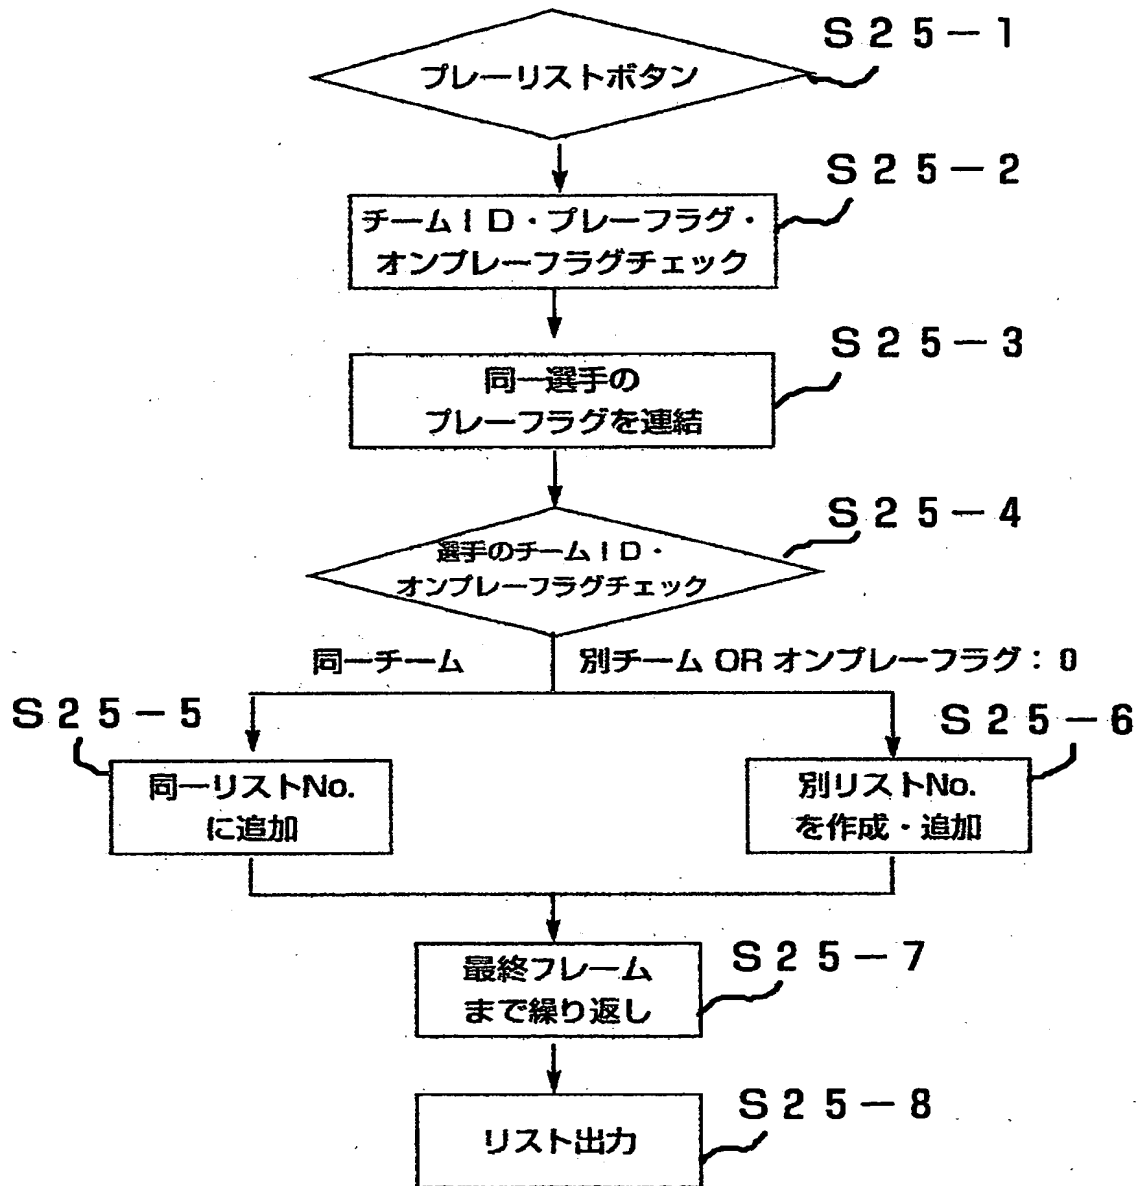 S25-1
プレーリストボタン
S25-2
チームID・プレーフラグ・
オンプレーフラグチェック
S25-3
同一選手の
プレーフラグを連結
S25-4
選手のチームID・
オンプレーフラグチェック
同一チーム
別チーム OR オンプレーフラグ：0
S25-5
S25-6
同一リストNo.
に追加
別リストNo.
を作成・追加
S25-7
最終フレーム
まで繰り返し
S25-8
リスト出力